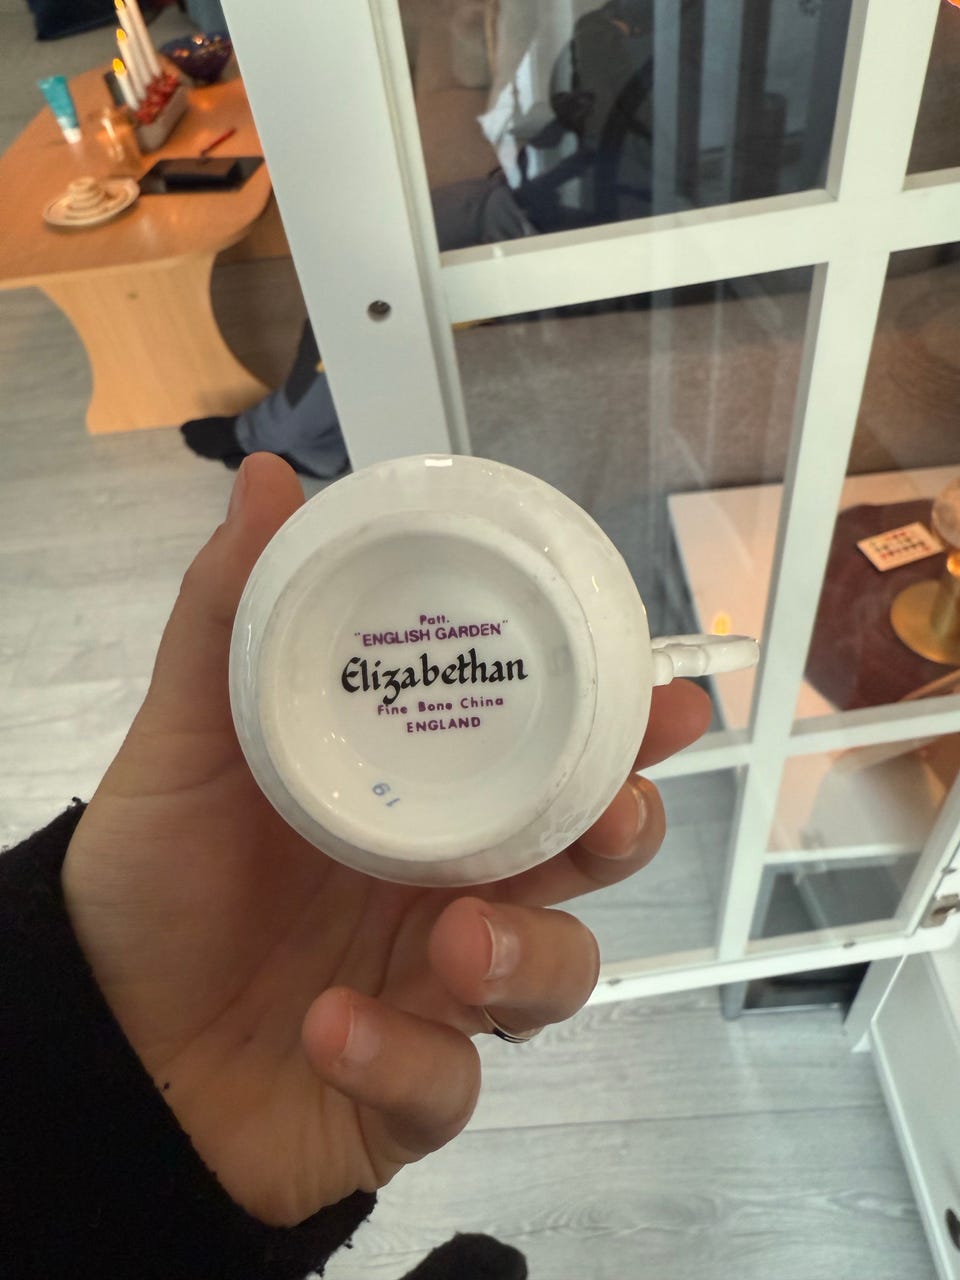 Patt.
"ENGLISH GARDEN"
Elizabethan
Fine Bone China
ENGLAND
19